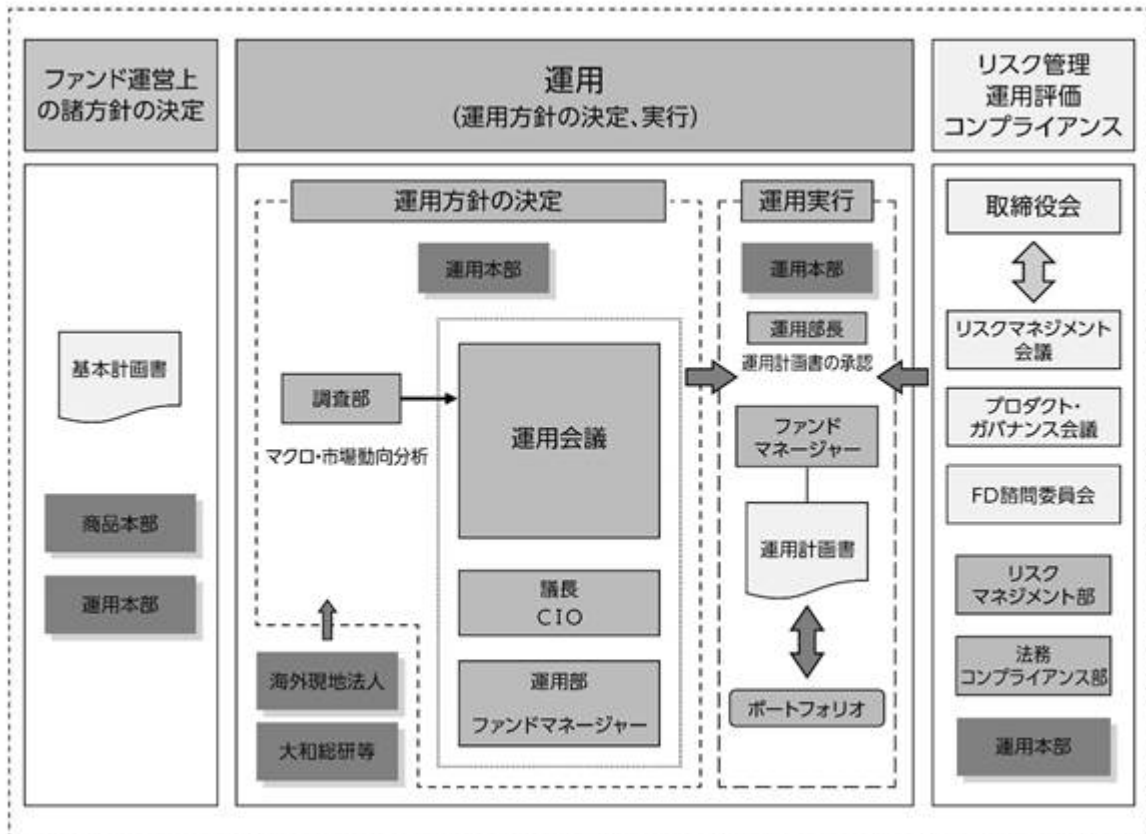 ファンド運営上
の諸方針の決定
運用
(運用方針の決定、実行)
リスク管理
運用評価
コンプライアンス
基本計画書
商品本部
運用本部
運用方針の決定
運用本部
調査部
マクロ・市場動向分析
運用会議
議長
CIO
運用部
ファンドマネージャー
海外現地法人
大和総研等
運用実行
運用本部
運用部長
運用計画書の承認
ファンド
マネージャー
運用計画書
ポートフォリオ
取締役会
リスクマネジメント
会議
プロダクト・
ガバナンス会議
FD諮問委員会
リスク
マネジメント部
法務
コンプライアンス部
運用本部